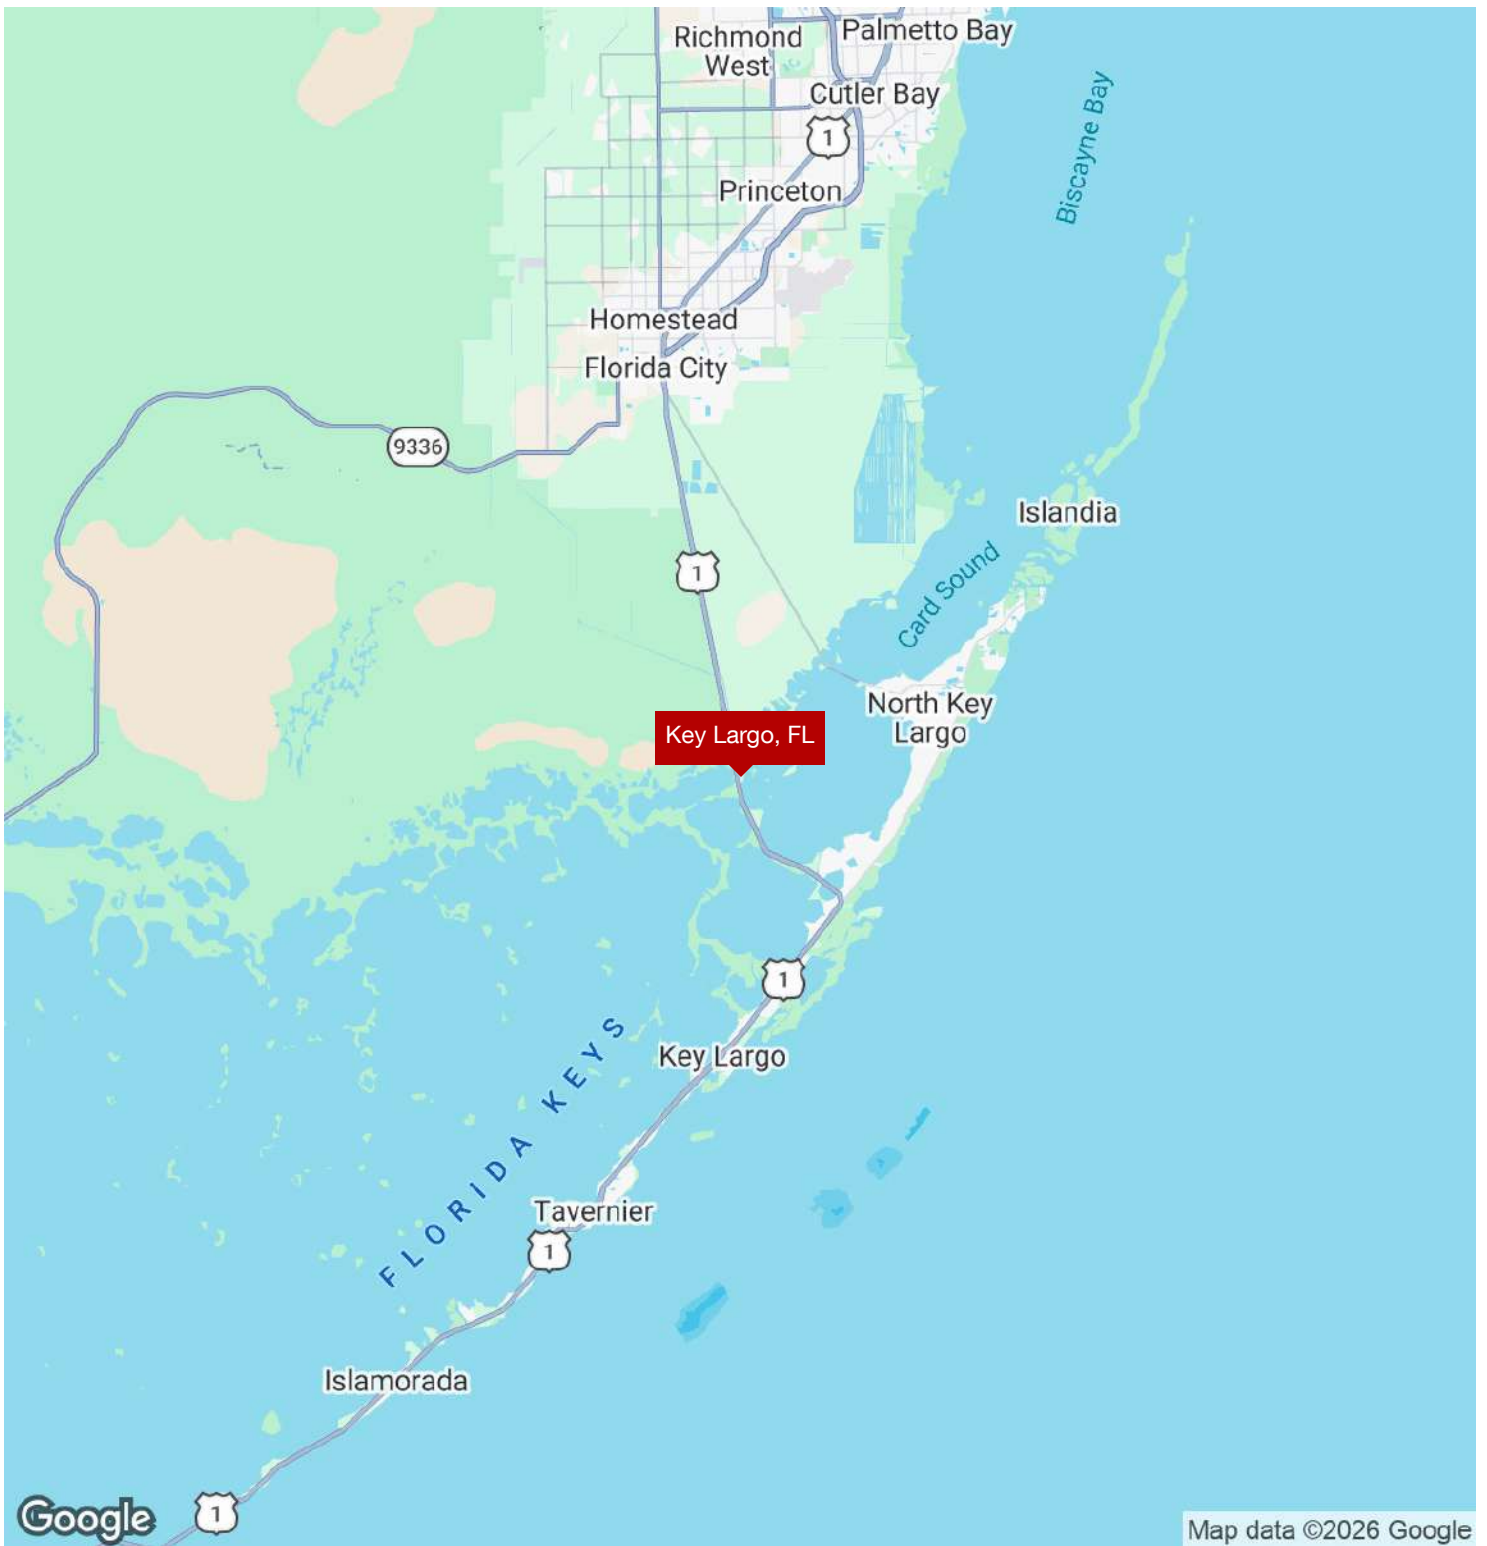 Richmond
West
Palmetto Bay
Cutler Bay
1
Biscayne Bay
Princeton
Homestead
Florida City
9336
Islandia
1
Card Sound
North Key
Largo
Key Largo, FL
1
FLORIDA KEYS
Key Largo
Tavernier
1
Islamorada
1
Google
Map data ©2026 Google